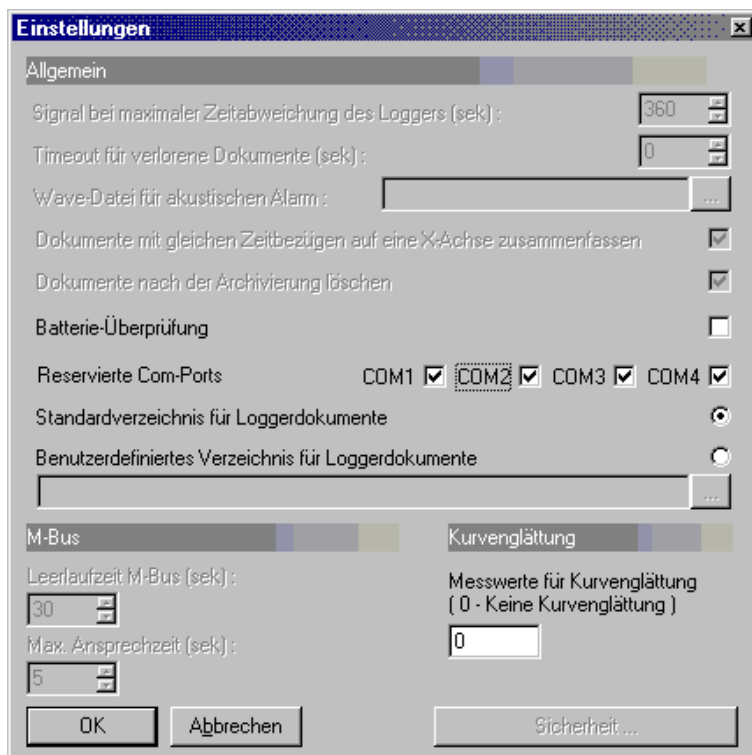 Einstellungen
Allgemein
Signal bei maximaler Zeitabweichung des Loggers (sek) : 360
Timeout für verlorene Dokumente (sek) : 0
Wave-Datei für akustischen Alarm : ...
Dokumente mit gleichen Zeitbezügen auf eine X-Achse zusammenfassen
Dokumente nach der Archivierung löschen
Batterie-Überprüfung
Reservierte Com-Ports COM1 COM2 COM3 COM4
Standardverzeichnis für Loggerdokumente
Benutzerdefiniertes Verzeichnis für Loggerdokumente
...
M-Bus
Leerlaufzeit M-Bus (sek) :
30
Max. Ansprechzeit (sek) :
5
Kurvenglättung
Messwerte für Kurvenglättung
( 0 - Keine Kurvenglättung )
0
OK Abbrechen Sicherheit ...